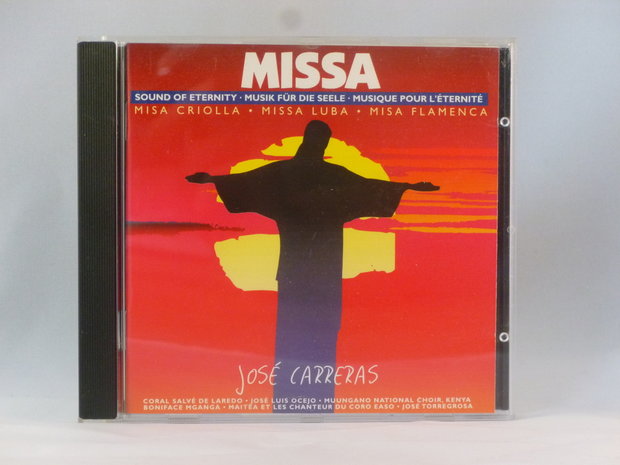 MISSA
SOUND OF ETERNITY · MUSIK FÜR DIE SEELE · MUSIQUE POUR L'ÉTERNITÉ
MISA CRIOLLA • MISSA LUBA • MISA FLAMENCA
JOSÉ CARRERAS
CORAL SALVÉ DE LAREDO • JOSÉ LUIS OCEJO • MUUNGANO NATIONAL CHOIR, KENYA
BONIFACE MGANGA • MAITÉA ET LES CHANTEUR DU CORO EASO • JOSÉ TORREGROSA